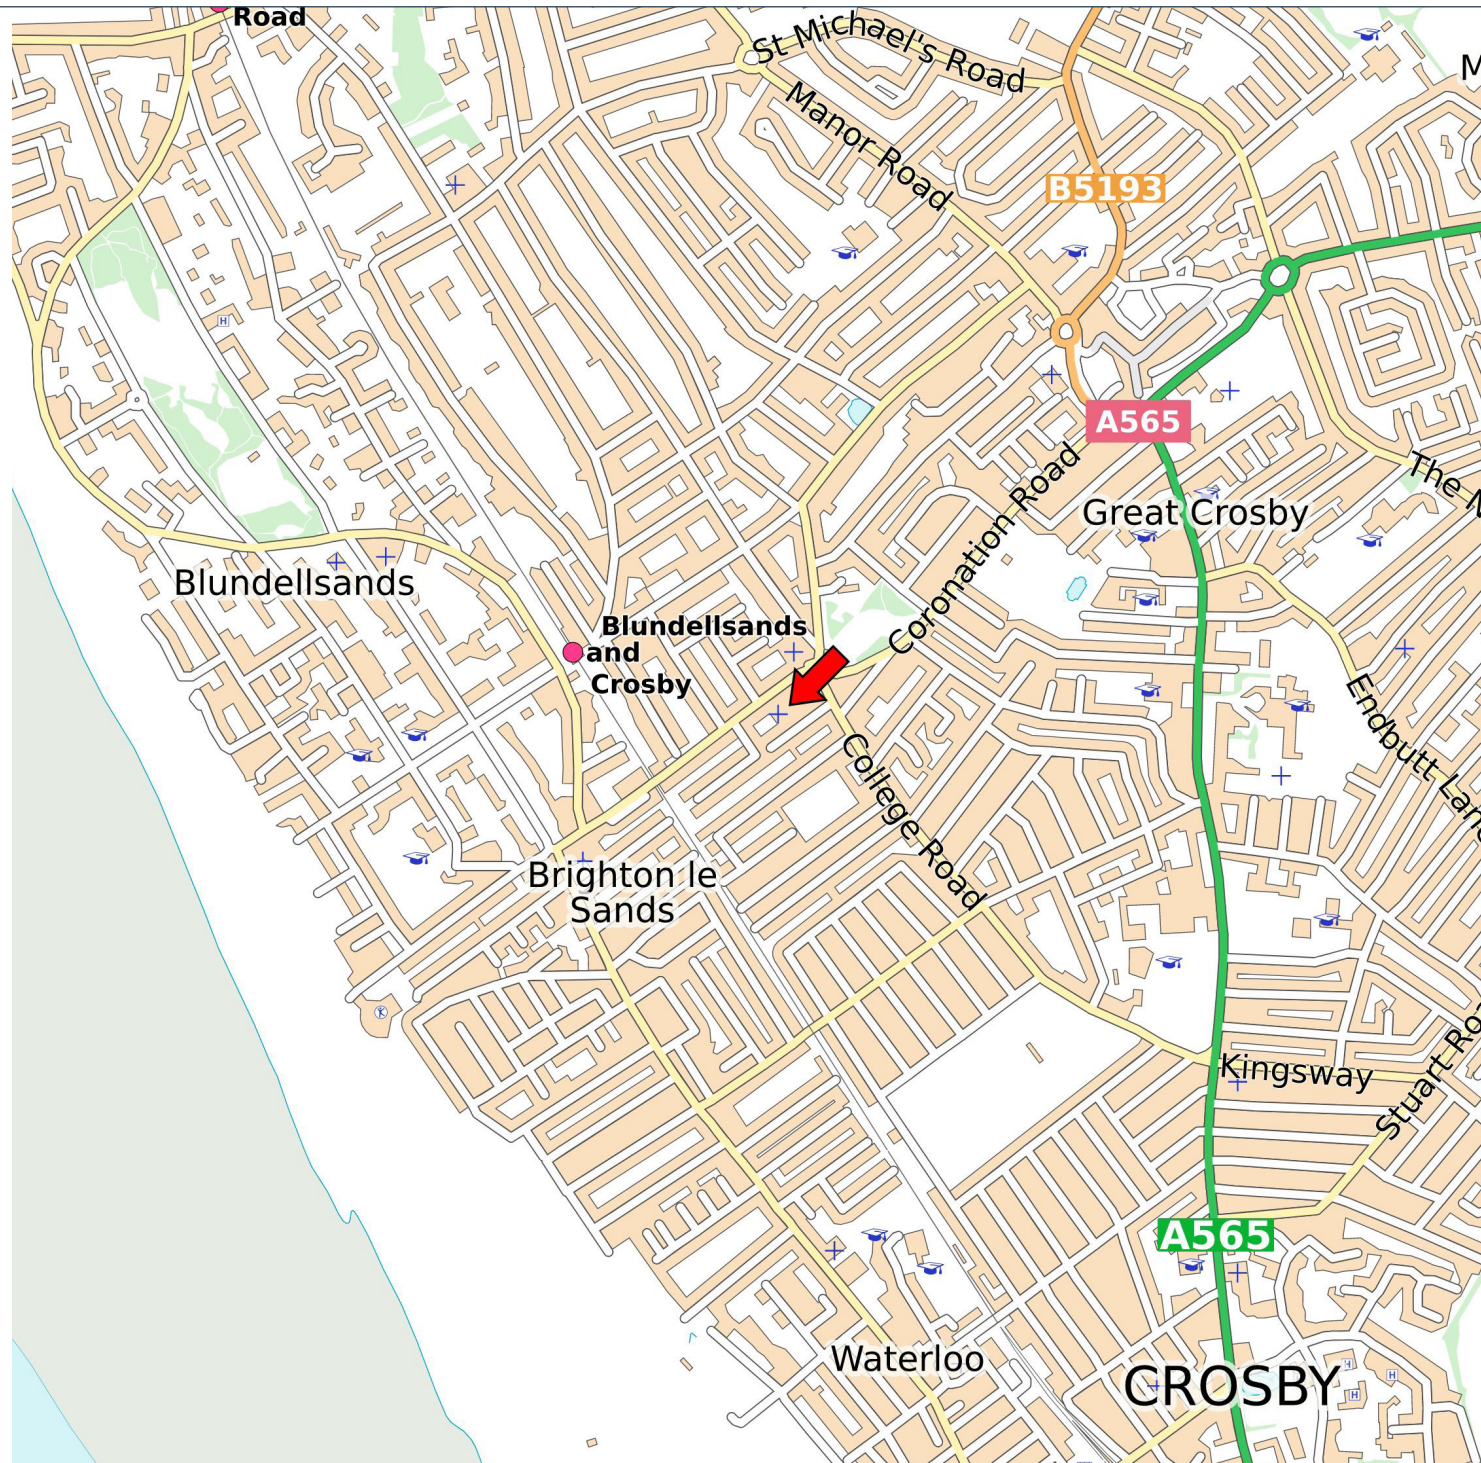 Road
St Michael's Road
M
Manor Road
B5193
A565
The M
Coronation Road
Great Crosby
Blundellsands
Blundellsands
and
Crosby
Endbutt Lane
College Road
Brighton le
Sands
Kingsway
Stuart Ro
A565
Waterloo
CROSBY
H
H
H
H